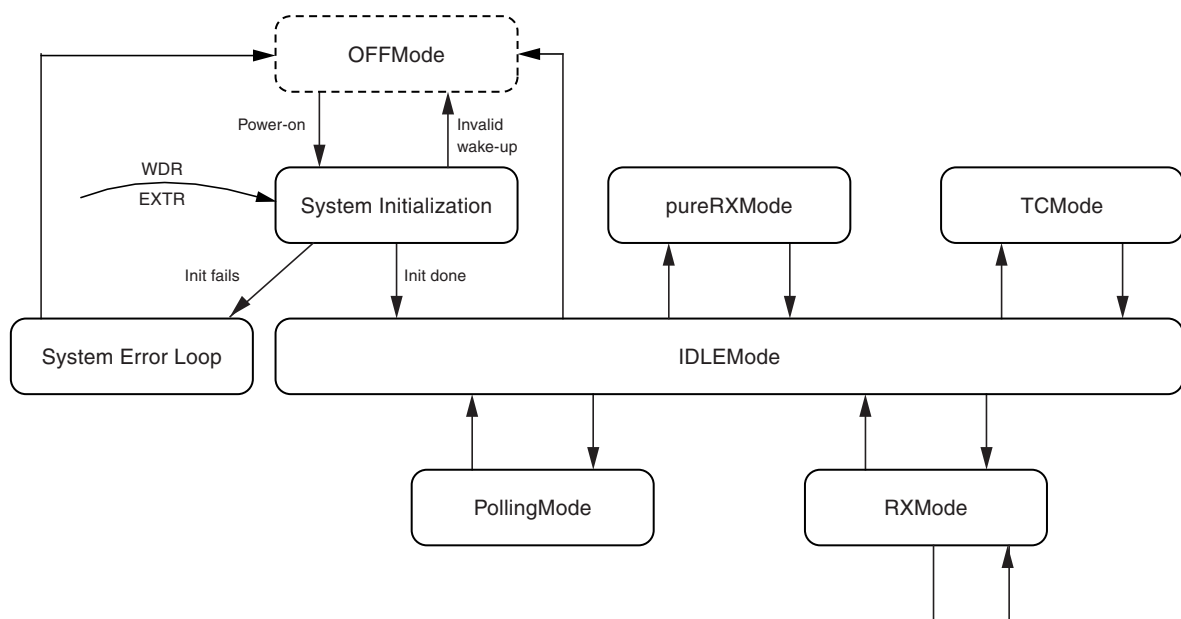 OFFMode
Power-on
Invalid
wake-up
WDR
EXTR
System Initialization
pureRXMode
TCMode
Init fails
Init done
System Error Loop
IDLEMode
PollingMode
RXMode